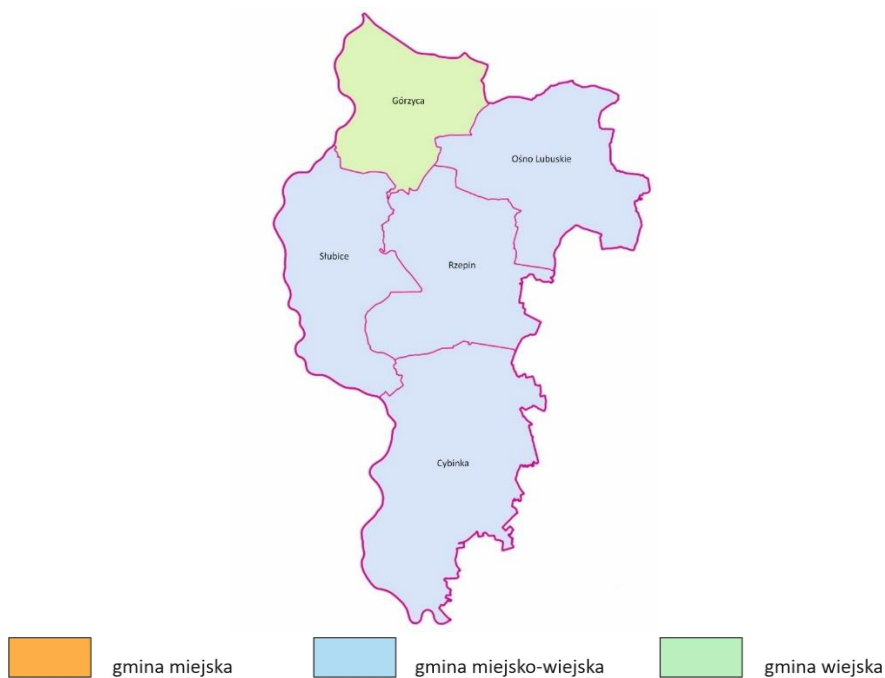 Górzyca
Ośno Lubuskie
Słubice
Rzepin
Cybinka
gmina miejska
gmina miejsko-wiejska
gmina wiejska